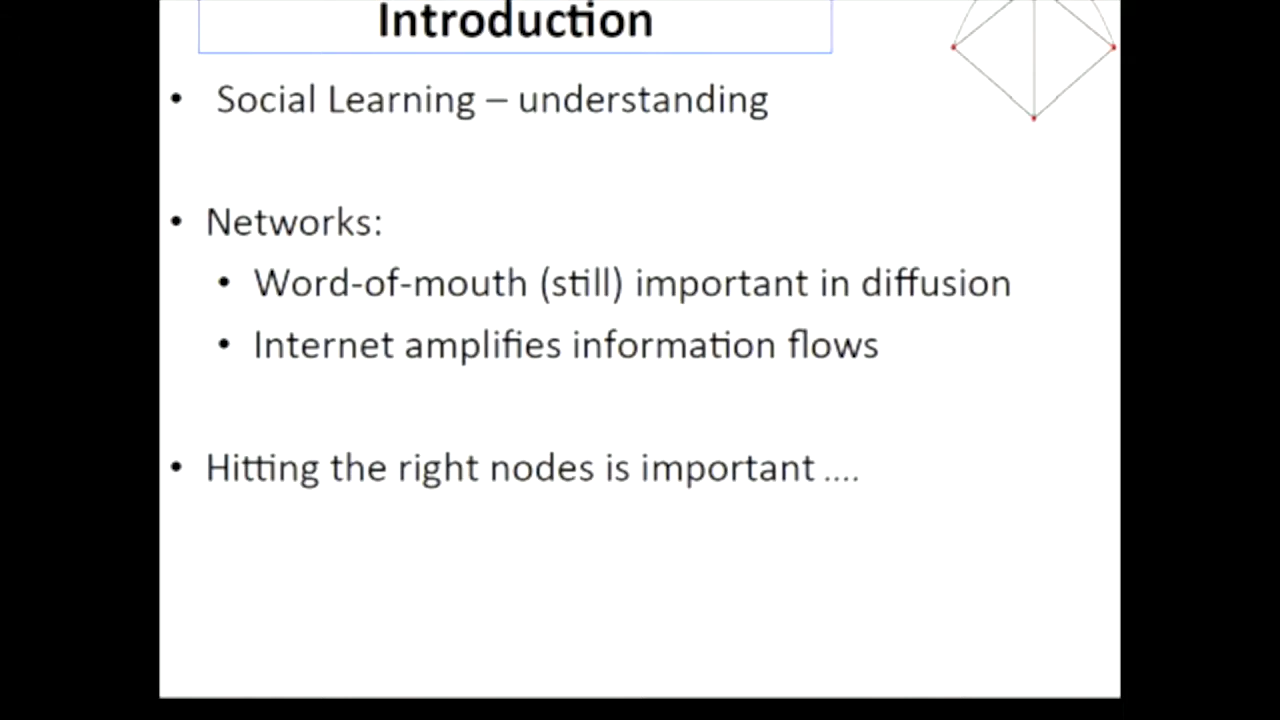 Introduction
• Social Learning – understanding
• Networks:
• Word-of-mouth (still) important in diffusion
• Internet amplifies information flows
• Hitting the right nodes is important ....